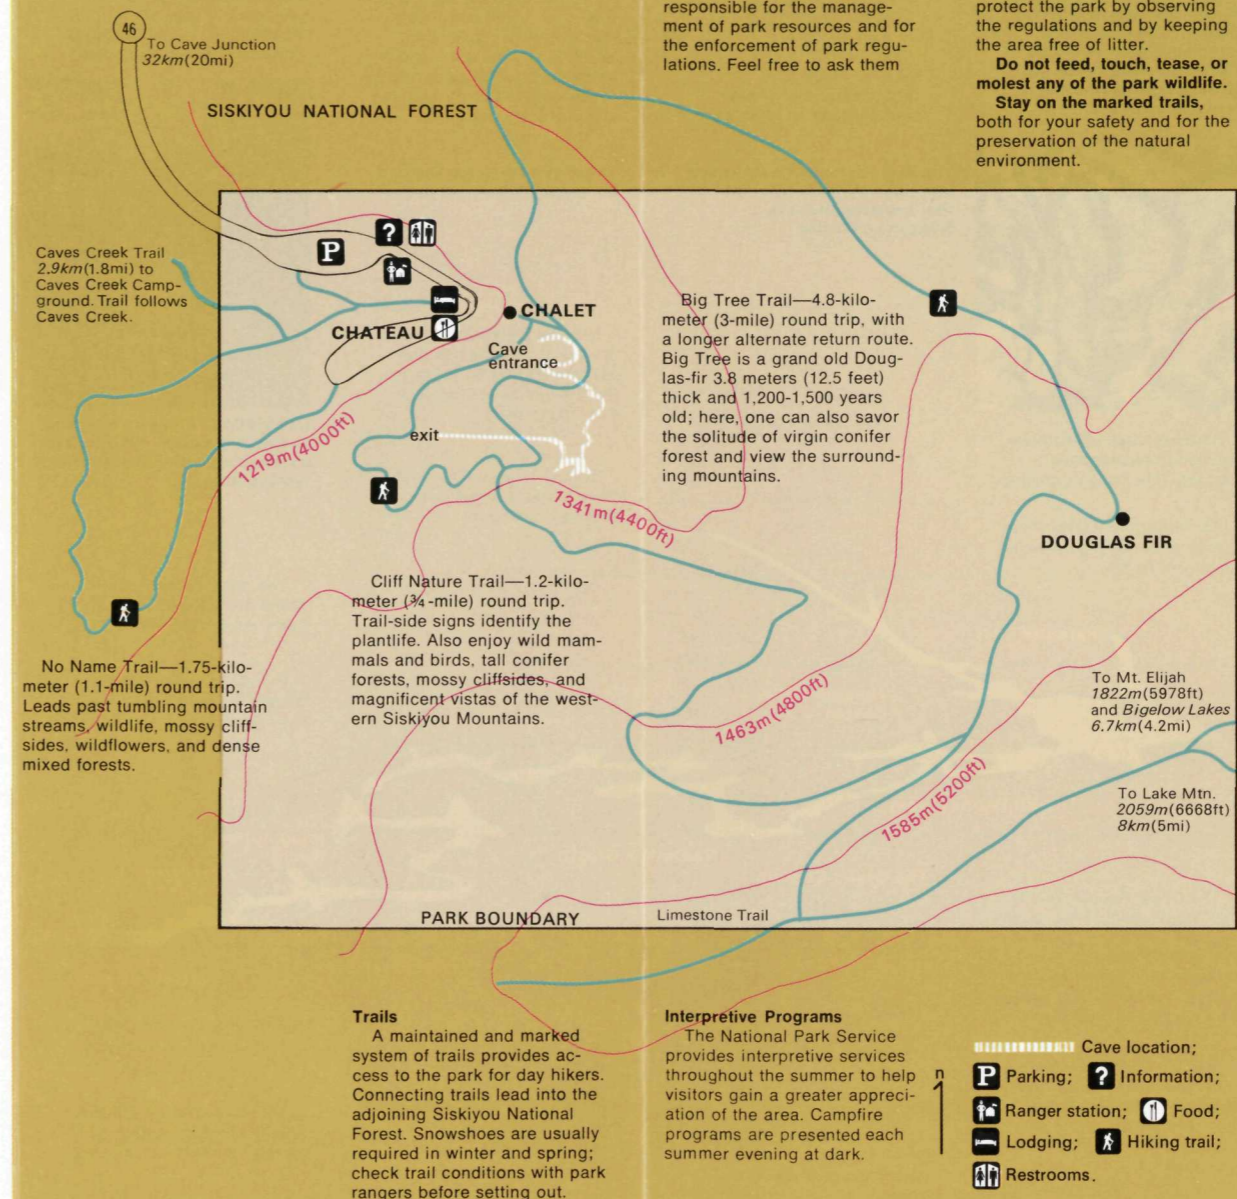 responsible for the manage-
ment of park resources and for
the enforcement of park regu-
lations. Feel free to ask them
protect the park by observing
the regulations and by keeping
the area free of litter.
Do not feed, touch, tease, or
molest any of the park wildlife.
Stay on the marked trails,
both for your safety and for the
preservation of the natural
environment.
46
To Cave Junction
32km(20mi)
SISKIYOU NATIONAL FOREST
Caves Creek Trail
2.9km(1.8mi) to
Caves Creek Camp-
ground. Trail follows
Caves Creek.
P
?
CHATEAU
CHALET
Cave
entrance
exit
1219m(4000ft)
1341m(4400ft)
Big Tree Trail—4.8-kilo-
meter (3-mile) round trip, with
a longer alternate return route.
Big Tree is a grand old Doug-
las-fir 3.8 meters (12.5 feet)
thick and 1,200-1,500 years
old; here, one can also savor
the solitude of virgin conifer
forest and view the surround-
ing mountains.
DOUGLAS FIR
Cliff Nature Trail—1.2-kilo-
meter (¾-mile) round trip.
Trail-side signs identify the
plantlife. Also enjoy wild mam-
mals and birds, tall conifer
forests, mossy cliffsides, and
magnificent vistas of the west-
ern Siskiyou Mountains.
No Name Trail—1.75-kilo-
meter (1.1-mile) round trip.
Leads past tumbling mountain
streams, wildlife, mossy cliff-
sides, wildflowers, and dense
mixed forests.
1463m(4800ft)
1585m(5200ft)
To Mt. Elijah
1822m(5978ft)
and Bigelow Lakes
6.7km(4.2mi)
To Lake Mtn.
2059m(6668ft)
8km(5mi)
PARK BOUNDARY
Limestone Trail
Trails
A maintained and marked
system of trails provides ac-
cess to the park for day hikers.
Connecting trails lead into the
adjoining Siskiyou National
Forest. Snowshoes are usually
required in winter and spring;
check trail conditions with park
rangers before setting out.
Interpretive Programs
The National Park Service
provides interpretive services
throughout the summer to help
visitors gain a greater appreci-
ation of the area. Campfire
programs are presented each
summer evening at dark.
n
Cave location;
P Parking; ? Information;
Ranger station; Food;
Lodging; Hiking trail;
Restrooms.